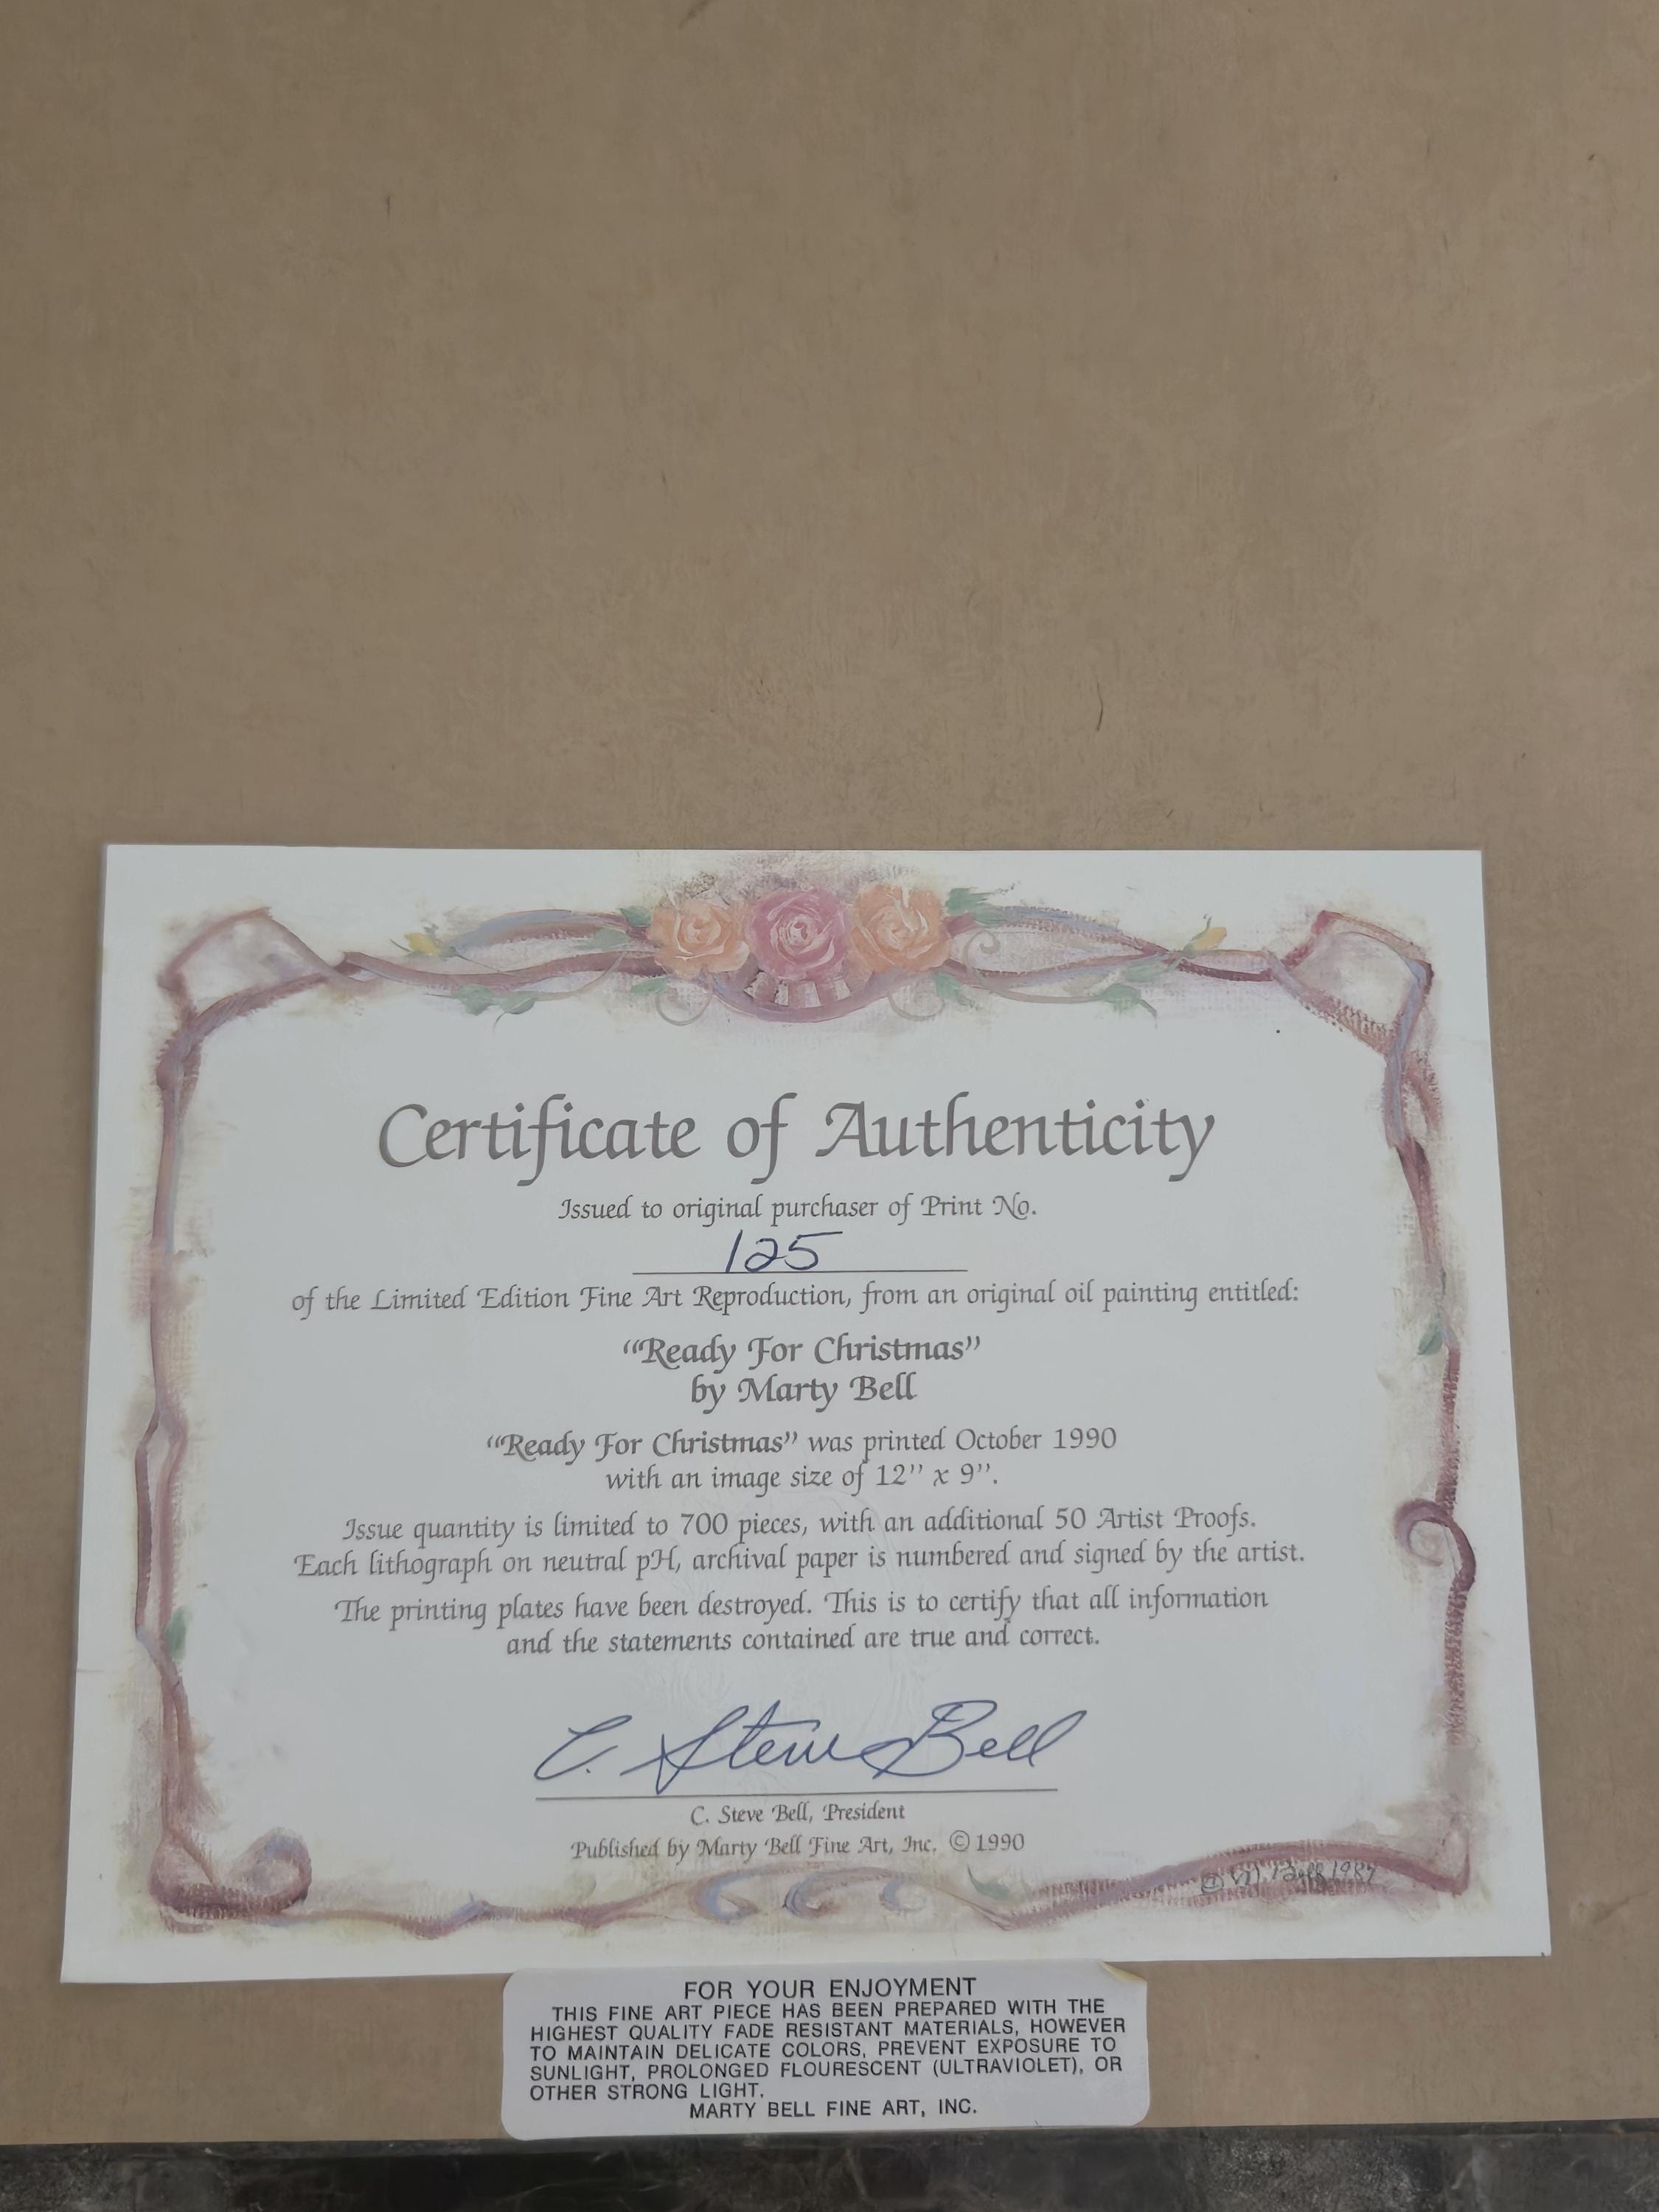 Certificate of Authenticity
Issued to original purchaser of Print No.
125
of the Limited Edition Fine Art Reproduction, from an original oil painting entitled:
“Ready For Christmas”
by Marty Bell
“Ready For Christmas” was printed October 1990
with an image size of 12” x 9”.
Issue quantity is limited to 700 pieces, with an additional 50 Artist Proofs.
Each lithograph on neutral pH, archival paper is numbered and signed by the artist.
The printing plates have been destroyed. This is to certify that all information
and the statements contained are true and correct.
C. Steve Bell
C. Steve Bell, President
Published by Marty Bell Fine Art, Inc. © 1990
© M. Bell 1987
FOR YOUR ENJOYMENT
THIS FINE ART PIECE HAS BEEN PREPARED WITH THE
HIGHEST QUALITY FADE RESISTANT MATERIALS, HOWEVER
TO MAINTAIN DELICATE COLORS, PREVENT EXPOSURE TO
SUNLIGHT, PROLONGED FLOURESCENT (ULTRAVIOLET), OR
OTHER STRONG LIGHT.
MARTY BELL FINE ART, INC.